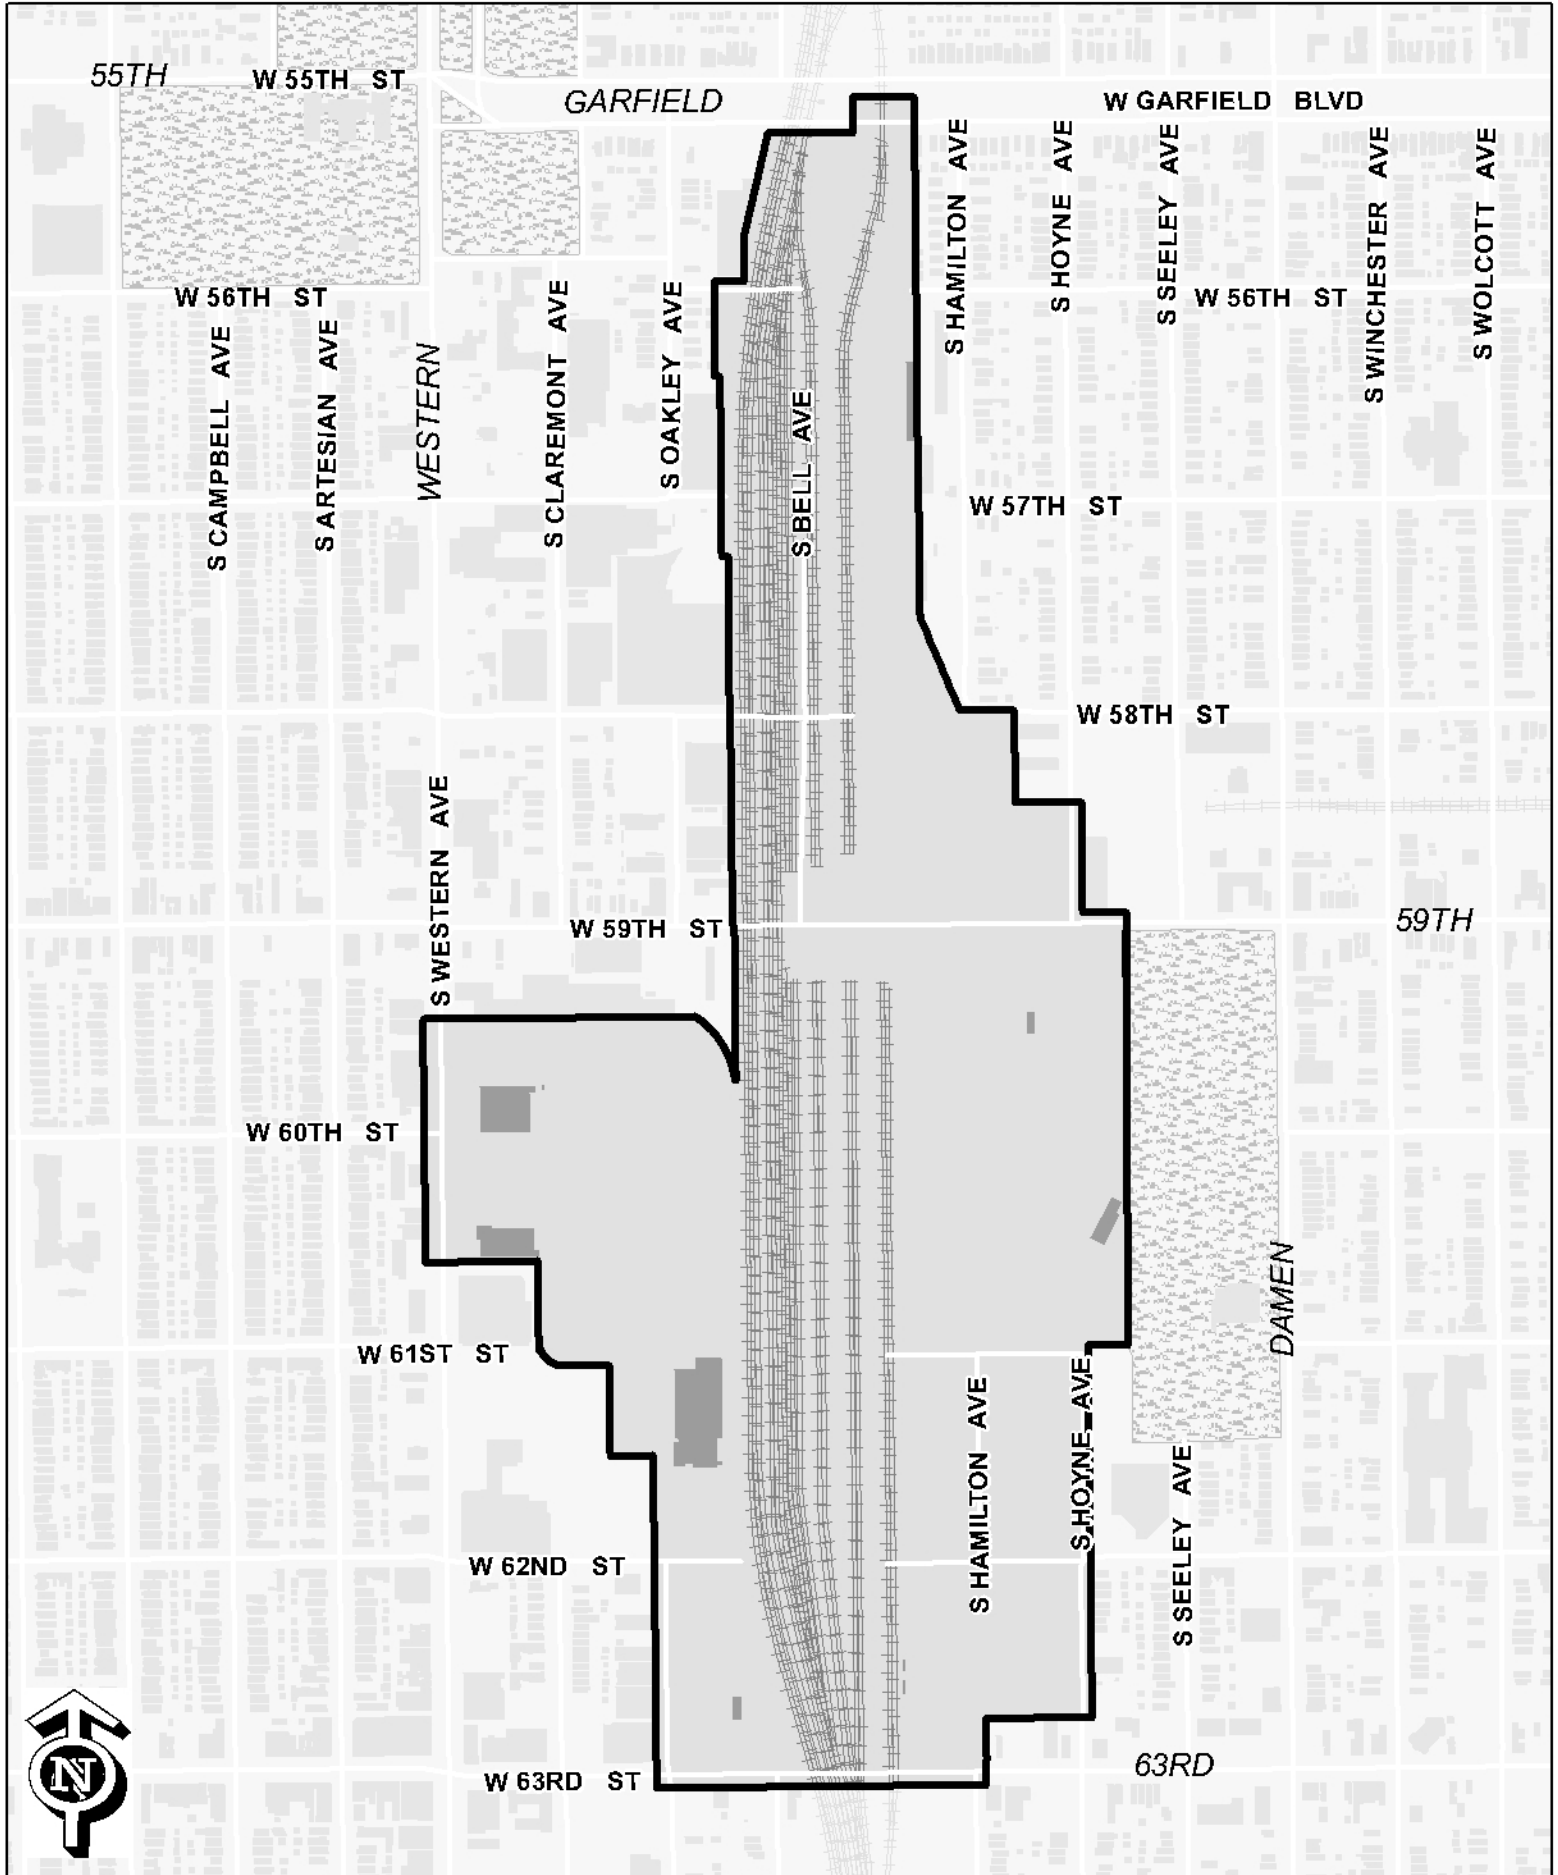 55TH
W 55TH ST
GARFIELD
W GARFIELD BLVD
S HAMILTON AVE
S HOYNE AVE
S SEELEY AVE
S WINCHESTER AVE
S WOLCOTT AVE
W 56TH ST
W 56TH ST
S CAMPBELL AVE
S ARTESIAN AVE
WESTERN
S CLAREMONT AVE
S OAKLEY AVE
S BELL AVE
W 57TH ST
W 58TH ST
S WESTERN AVE
W 59TH ST
59TH
W 60TH ST
DAMEN
W 61ST ST
S HAMILTON AVE
S HOYNE AVE
S SEELEY AVE
W 62ND ST
N
W 63RD ST
63RD